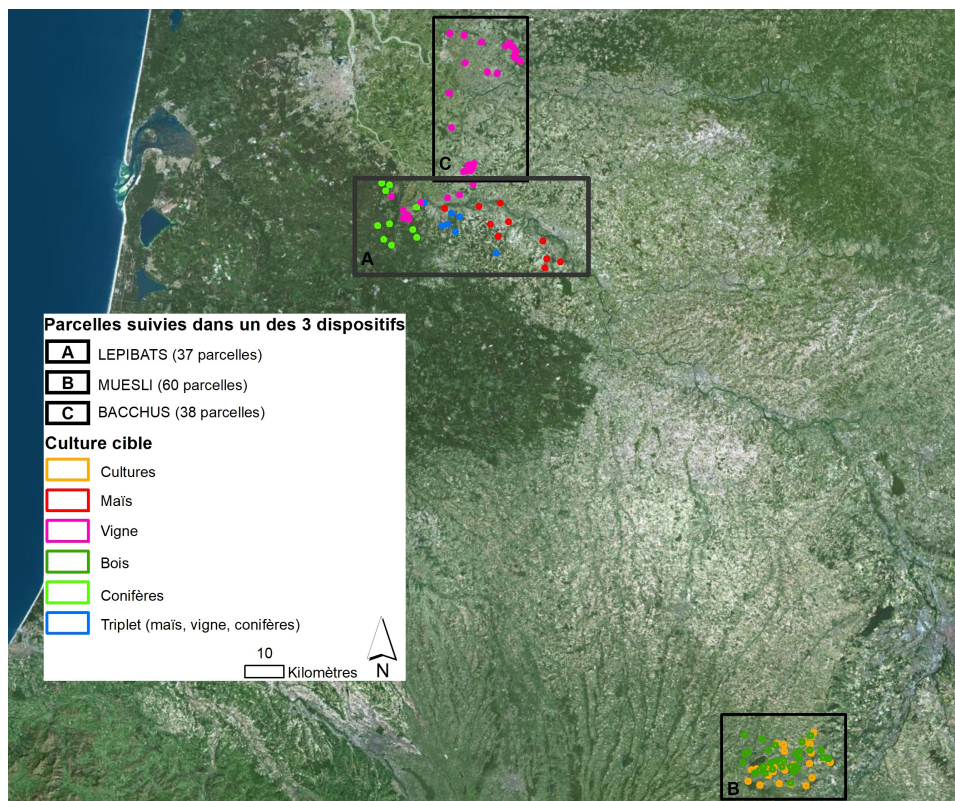 C
A
Parcelles suivies dans un des 3 dispositifs
A LEPIBATS (37 parcelles)
B MUESLI (60 parcelles)
C BACCHUS (38 parcelles)
Culture cible
Cultures
Maïs
Vigne
Bois
Conifères
Triplet (maïs, vigne, conifères)
10
Kilomètres
N
B